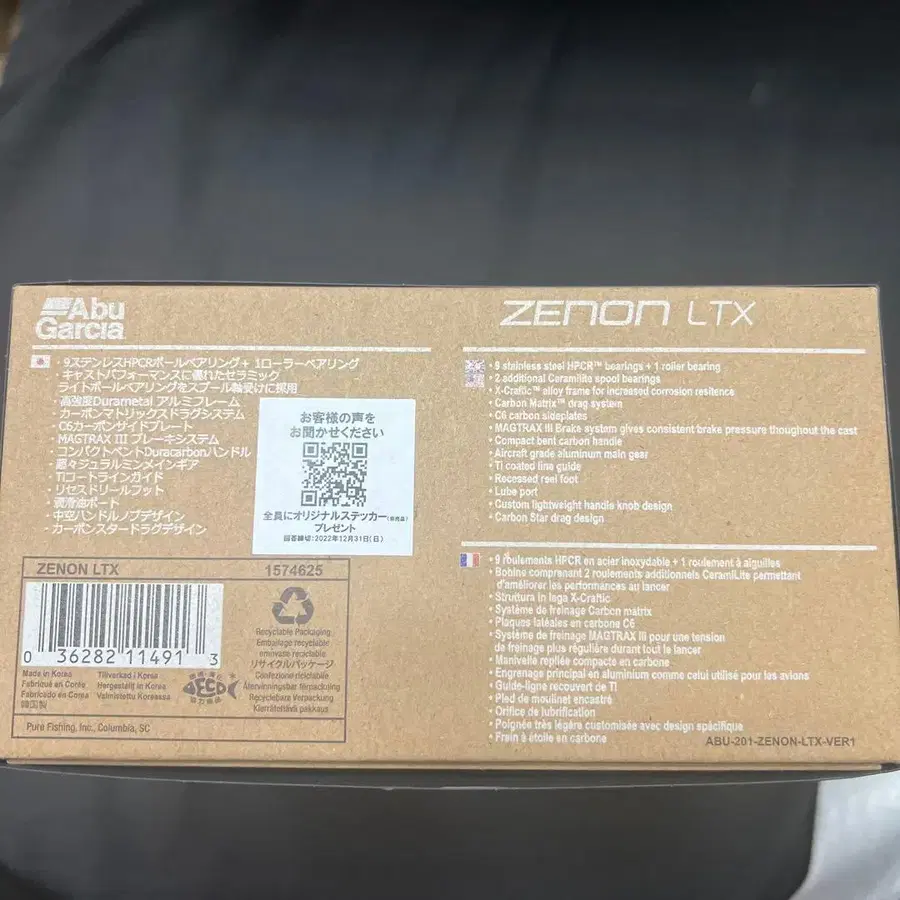 Abu
Garcia
ZENON LTX
・9ステンレスHPCRボールベアリング+ 1ローラーベアリング
・キャストパフォーマンスに優れたセラミック
ライトボールベアリングをスプール軸受けに採用
・高強度Durametal アルミフレーム
・カーボンマトリックスドラグシステム
・C6カーボンサイドプレート
・MAGTRAX III ブレーキシステム
・コンパクトベントDuracarbonハンドル
・超々ジュラルミンメインギア
・Tiコートラインガイド
・リセスドリールフット
・潤滑油ポート
・中空ハンドルノブデザイン
・カーボンスタードラグデザイン
お客様の声を
お聞かせください
全員にオリジナルステッカー(非売品)
プレゼント
回答締切:2022年12月31日(日)
ZENON LTX 1574625
0 36282 11491 3
Made in Korea Tillverkad i Korea
Fabriqué en Corée Hergestellt in Korea
Fabricado en Corea Valmistettu Koreassa
韓国製
Recyclable Packaging
Emballage recyclable
envevase reciclable
リサイクルパッケージ
Confezione riciclabile
Återvinningsbar förpackning
Recyclebare Verpackung
Kierrätettävä pakkaus
ECO
Pure Fishing, Inc., Columbia, SC
• 9 stainless steel HPCR™ bearings + 1 roller bearing
• 2 additional Ceramilite spool bearings
• X-Craftic™ alloy frame for increased corrosion resilence
• Carbon Matrix™ drag system
• C6 carbon sideplates
• MAGTRAX III Brake system gives consistent brake pressure thoughout the cast
• Compact bent carbon handle
• Aircraft grade aluminum main gear
• Ti coated line guide
• Recessed reel foot
• Lube port
• Custom lightweight handle knob design
• Carbon Star drag design
• 9 roulements HPCR en acier inoxydable + 1 roulement à aiguilles
• Bobine comprenant 2 roulements additionnels CeramiLite permettant
d'améliorer les performances au lancer
• Struttura in lega X-Craftic
• Système de freinage Carbon matrix
• Plaques latéales en carbone C6
• Système de freinage MAGTRAX III pour une tension
de freinage plus régulière durant tout le lancer
• Manivelle repliée compacte en carbone
• Engrenage principal en aluminium comme celui utilisé pour les avions
• Guide-ligne recouvert de TI
• Pied de moulinet encastré
• Orifice de lubrification
• Poignée très légère customisée avec design spécifique
• Frain à étoile en carbone
ABU-201-ZENON-LTX-VER1